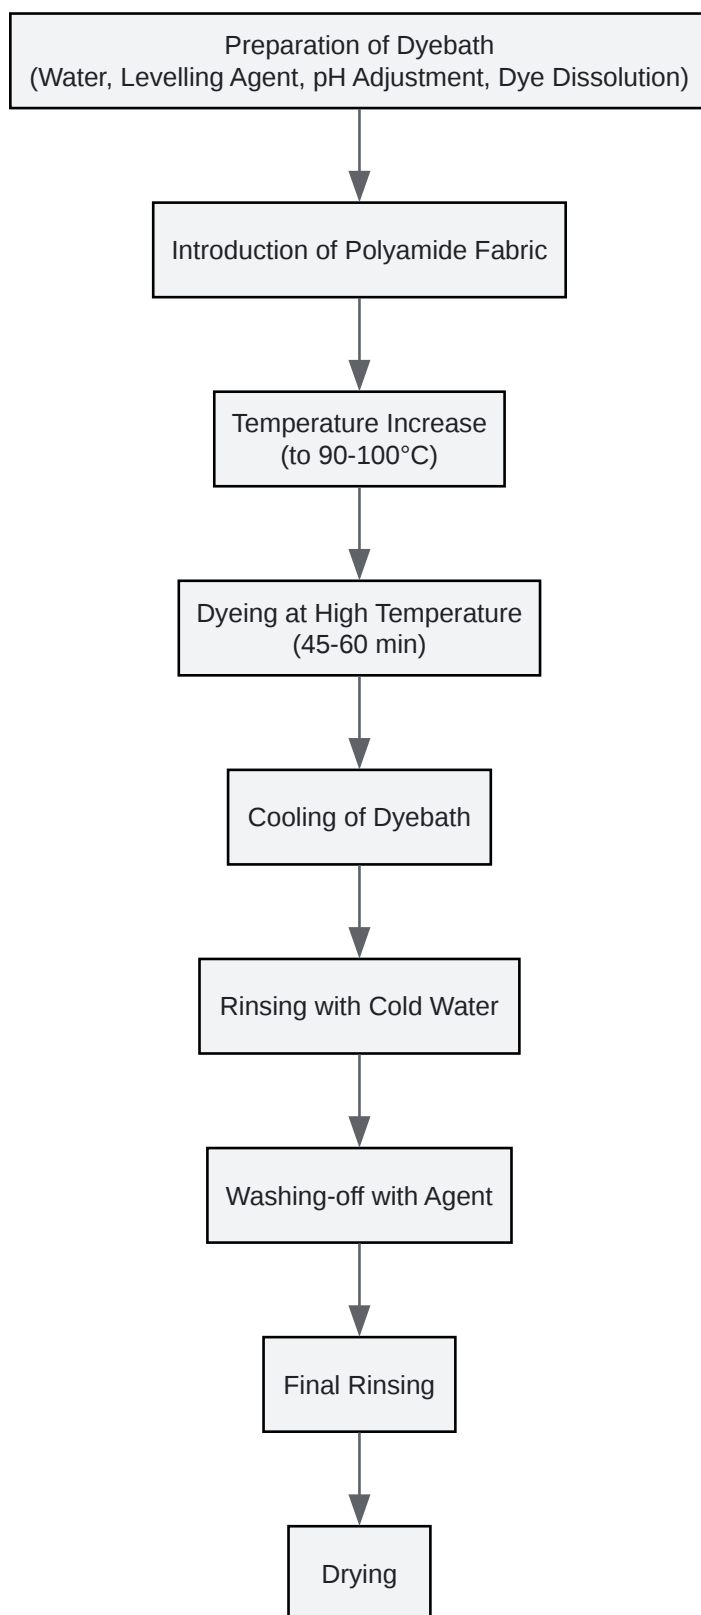 Preparation of Dyebath
(Water, Levelling Agent, pH Adjustment, Dye Dissolution)
Introduction of Polyamide Fabric
Temperature Increase
(to 90-100°C)
Dyeing at High Temperature
(45-60 min)
Cooling of Dyebath
Rinsing with Cold Water
Washing-off with Agent
Final Rinsing
Drying